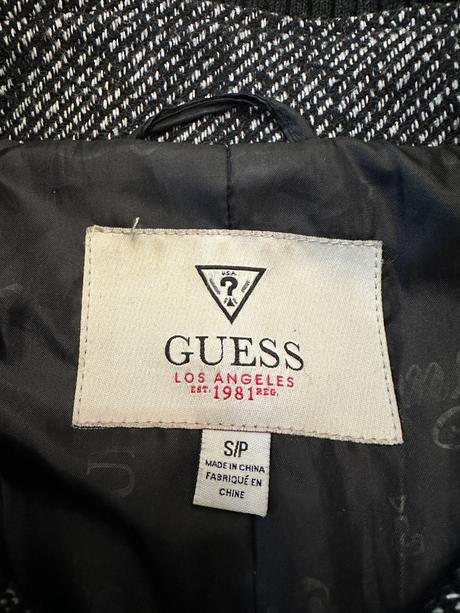 U.S.A.
?
GUESS
LOS ANGELES
EST. 1981 REG.
S/P
MADE IN CHINA
FABRIQUÉ EN
CHINE